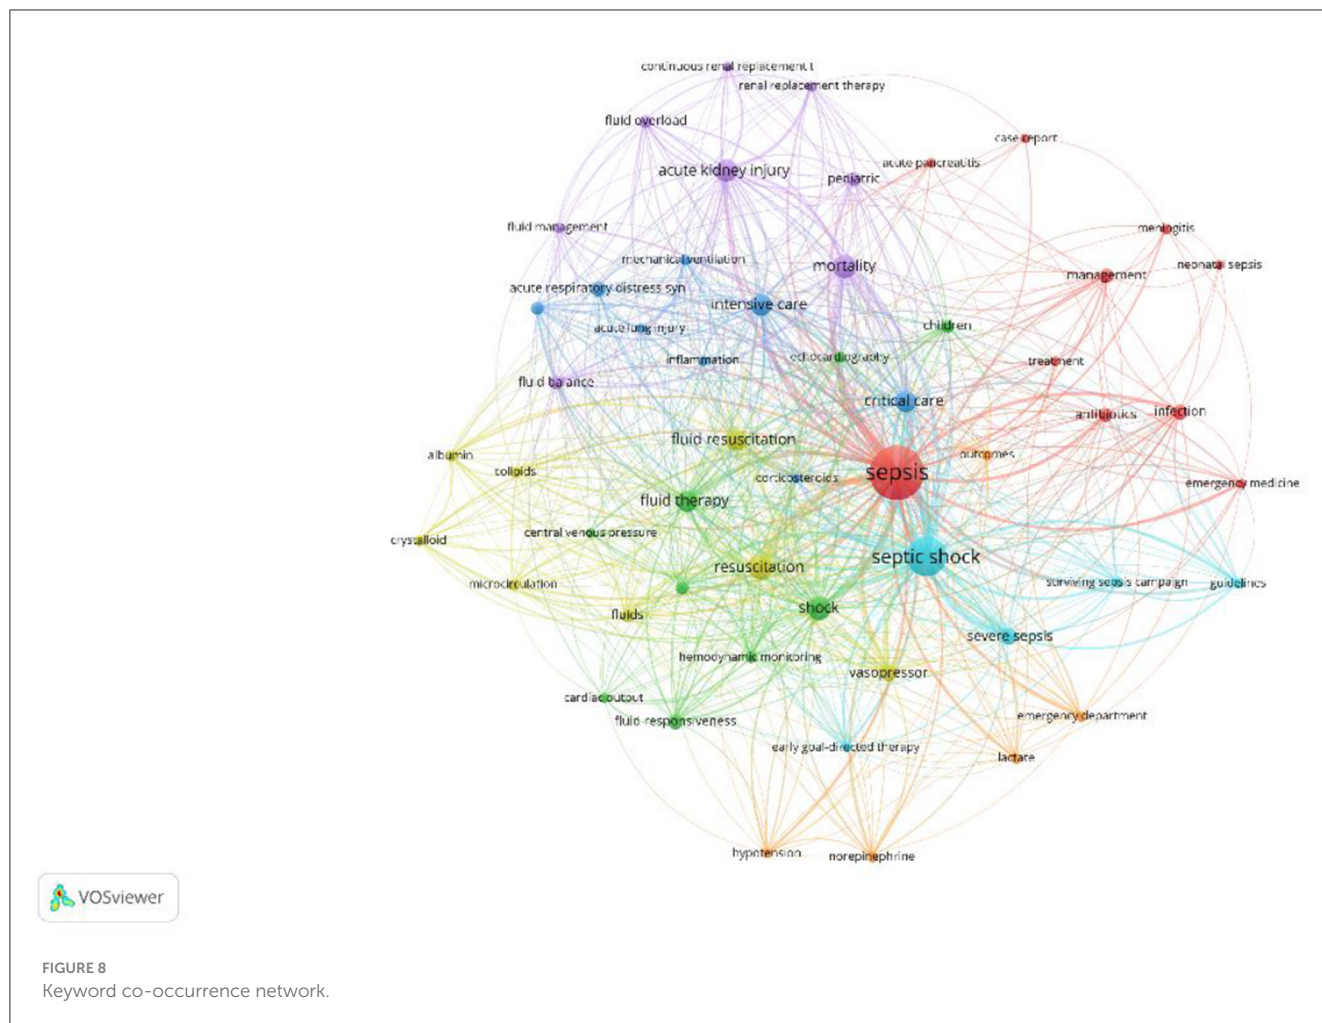 continuous renal replacement t
renal replacement therapy
fluid overload
case report
acute pancreatitis
acute kidney injury
pediatric
fluid management
meningitis
mechanical ventilation
mortality
neonatal sepsis
management
acute respiratory distress syn
intensive care
acute lung injury
children
inflammation
echocardiography
treatment
fluid balance
critical care
antibiotics
infection
fluid resuscitation
albumin
colloids
outcomes
sepsis
corticosteroids
emergency medicine
fluid therapy
central venous pressure
crystalloid
septic shock
resuscitation
microcirculation
surviving sepsis campaign
guidelines
fluids
shock
severe sepsis
hemodynamic monitoring
vasopressor
cardiac output
fluid responsiveness
emergency department
early goal-directed therapy
lactate
hypotension
norepinephrine
VOSviewer
FIGURE 8
Keyword co-occurrence network.